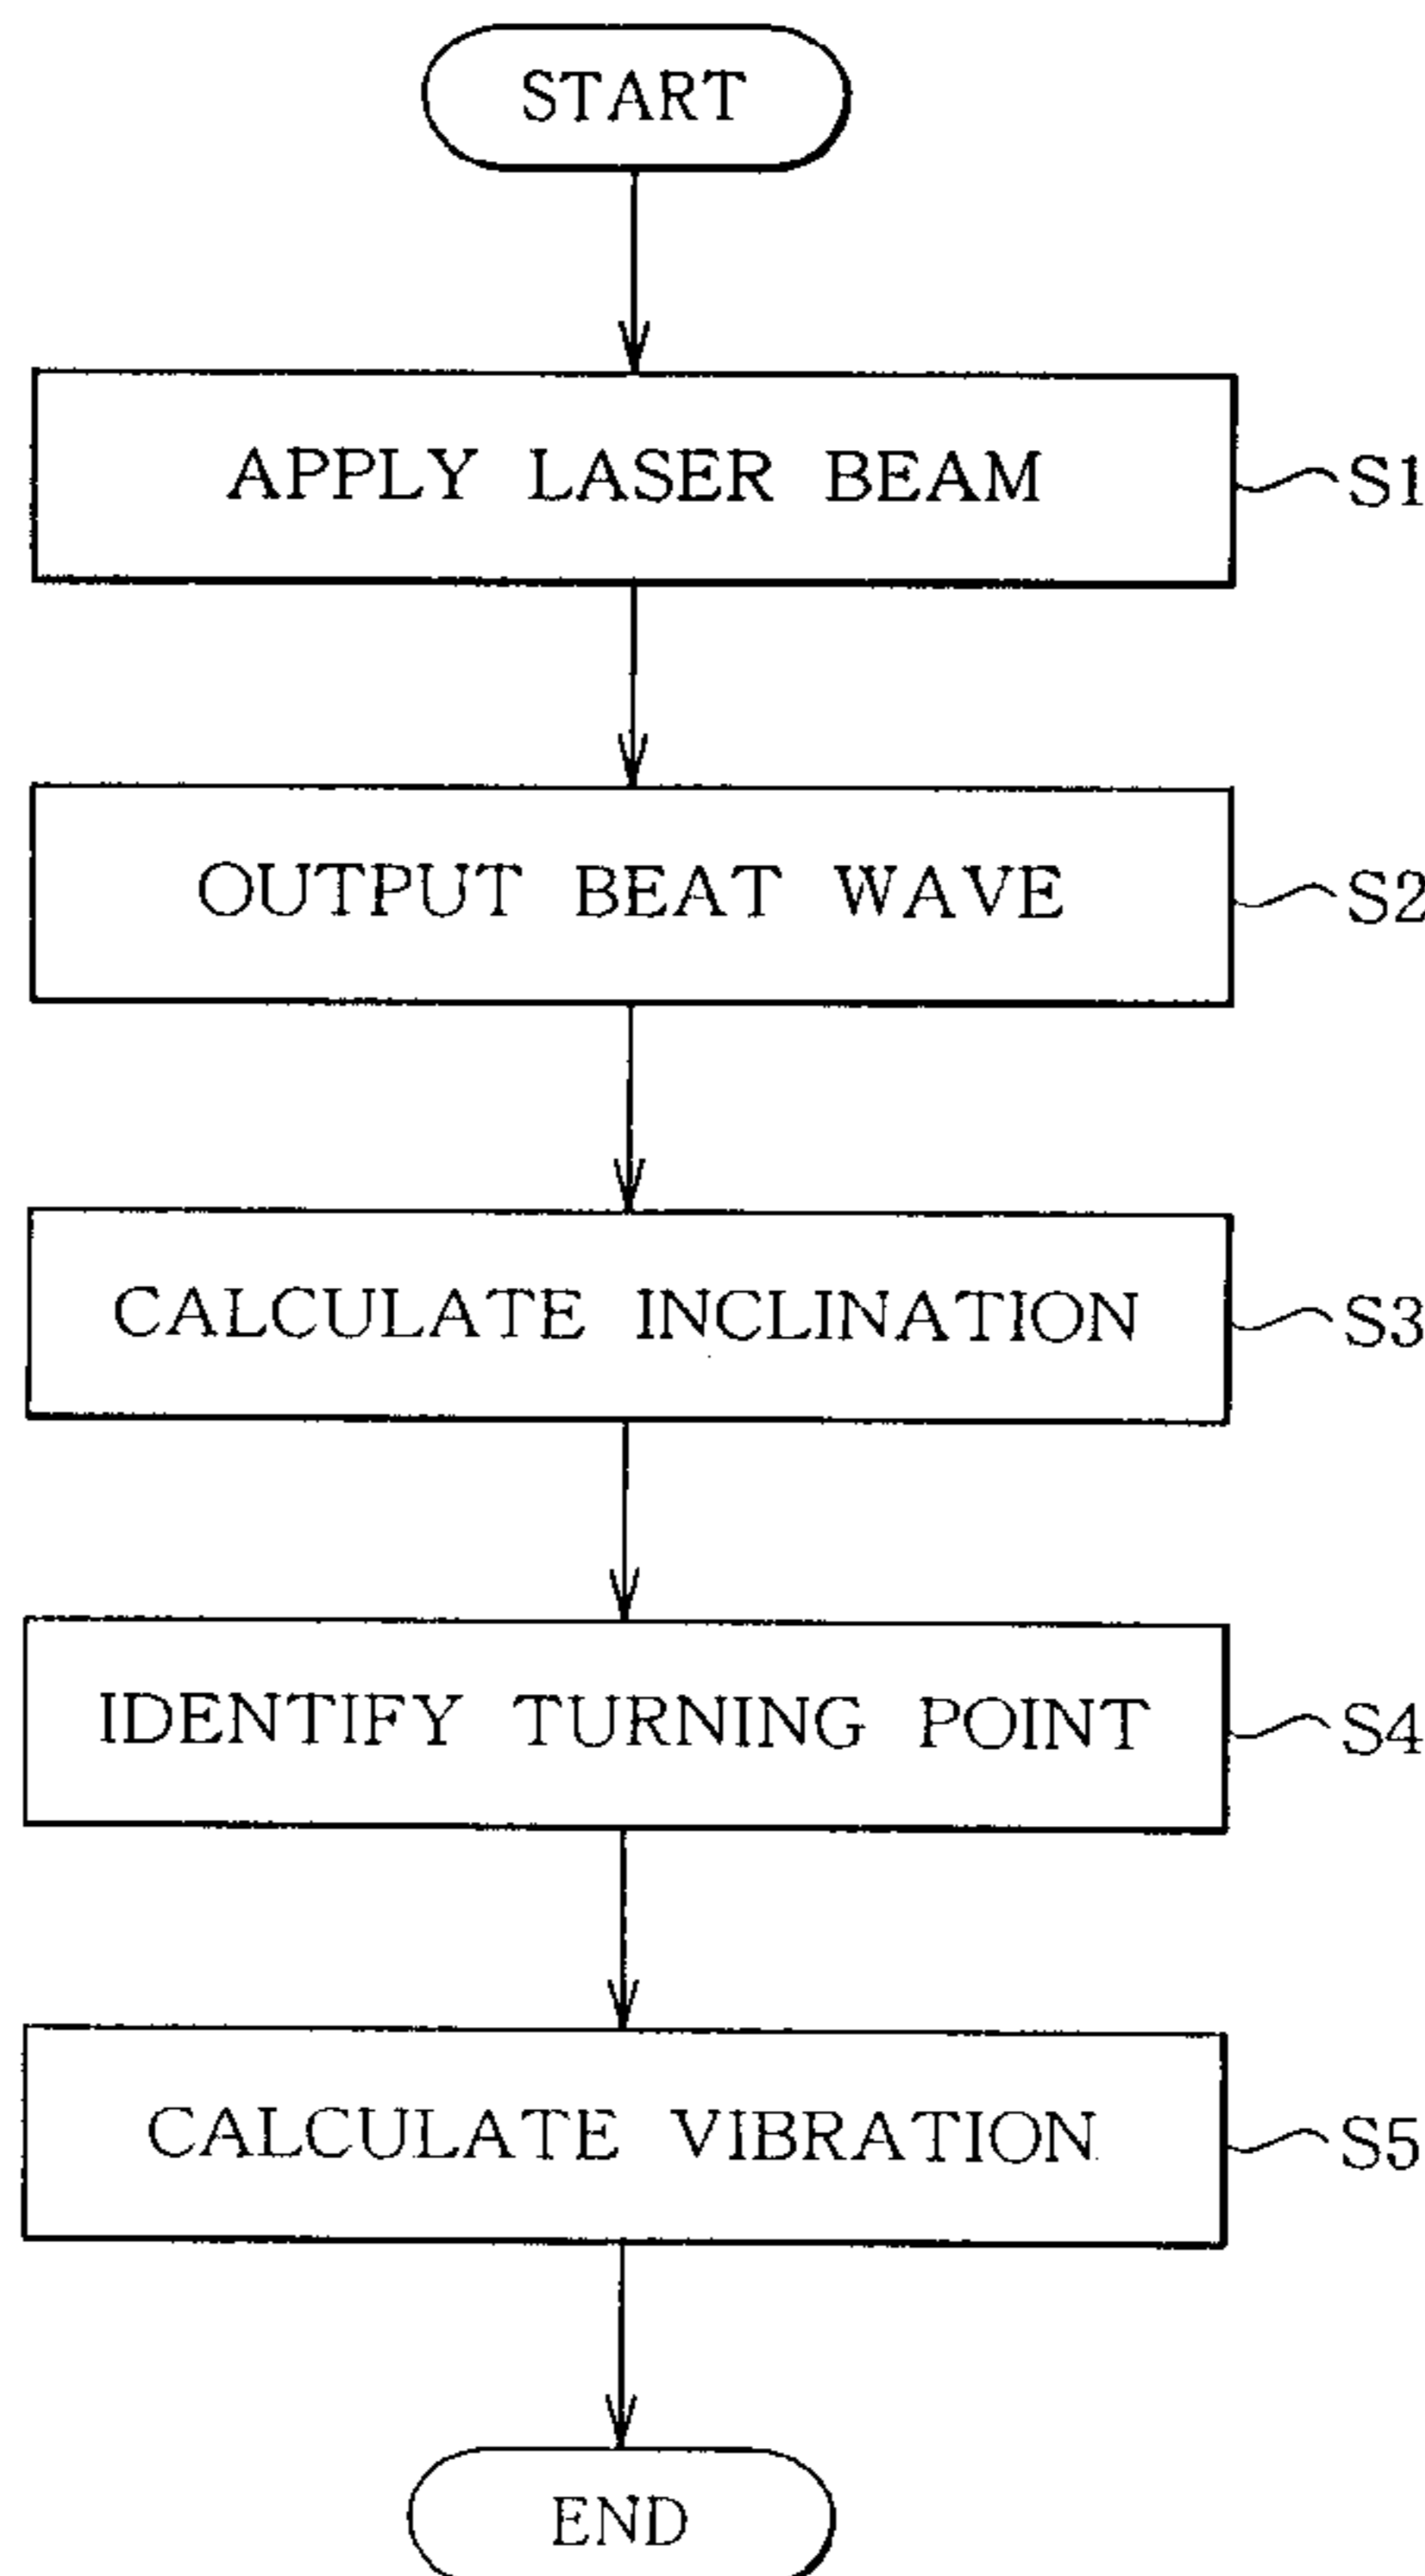 START
APPLY LASER BEAM S1
OUTPUT BEAT WAVE S2
CALCULATE INCLINATION S3
IDENTIFY TURNING POINT S4
CALCULATE VIBRATION S5
END